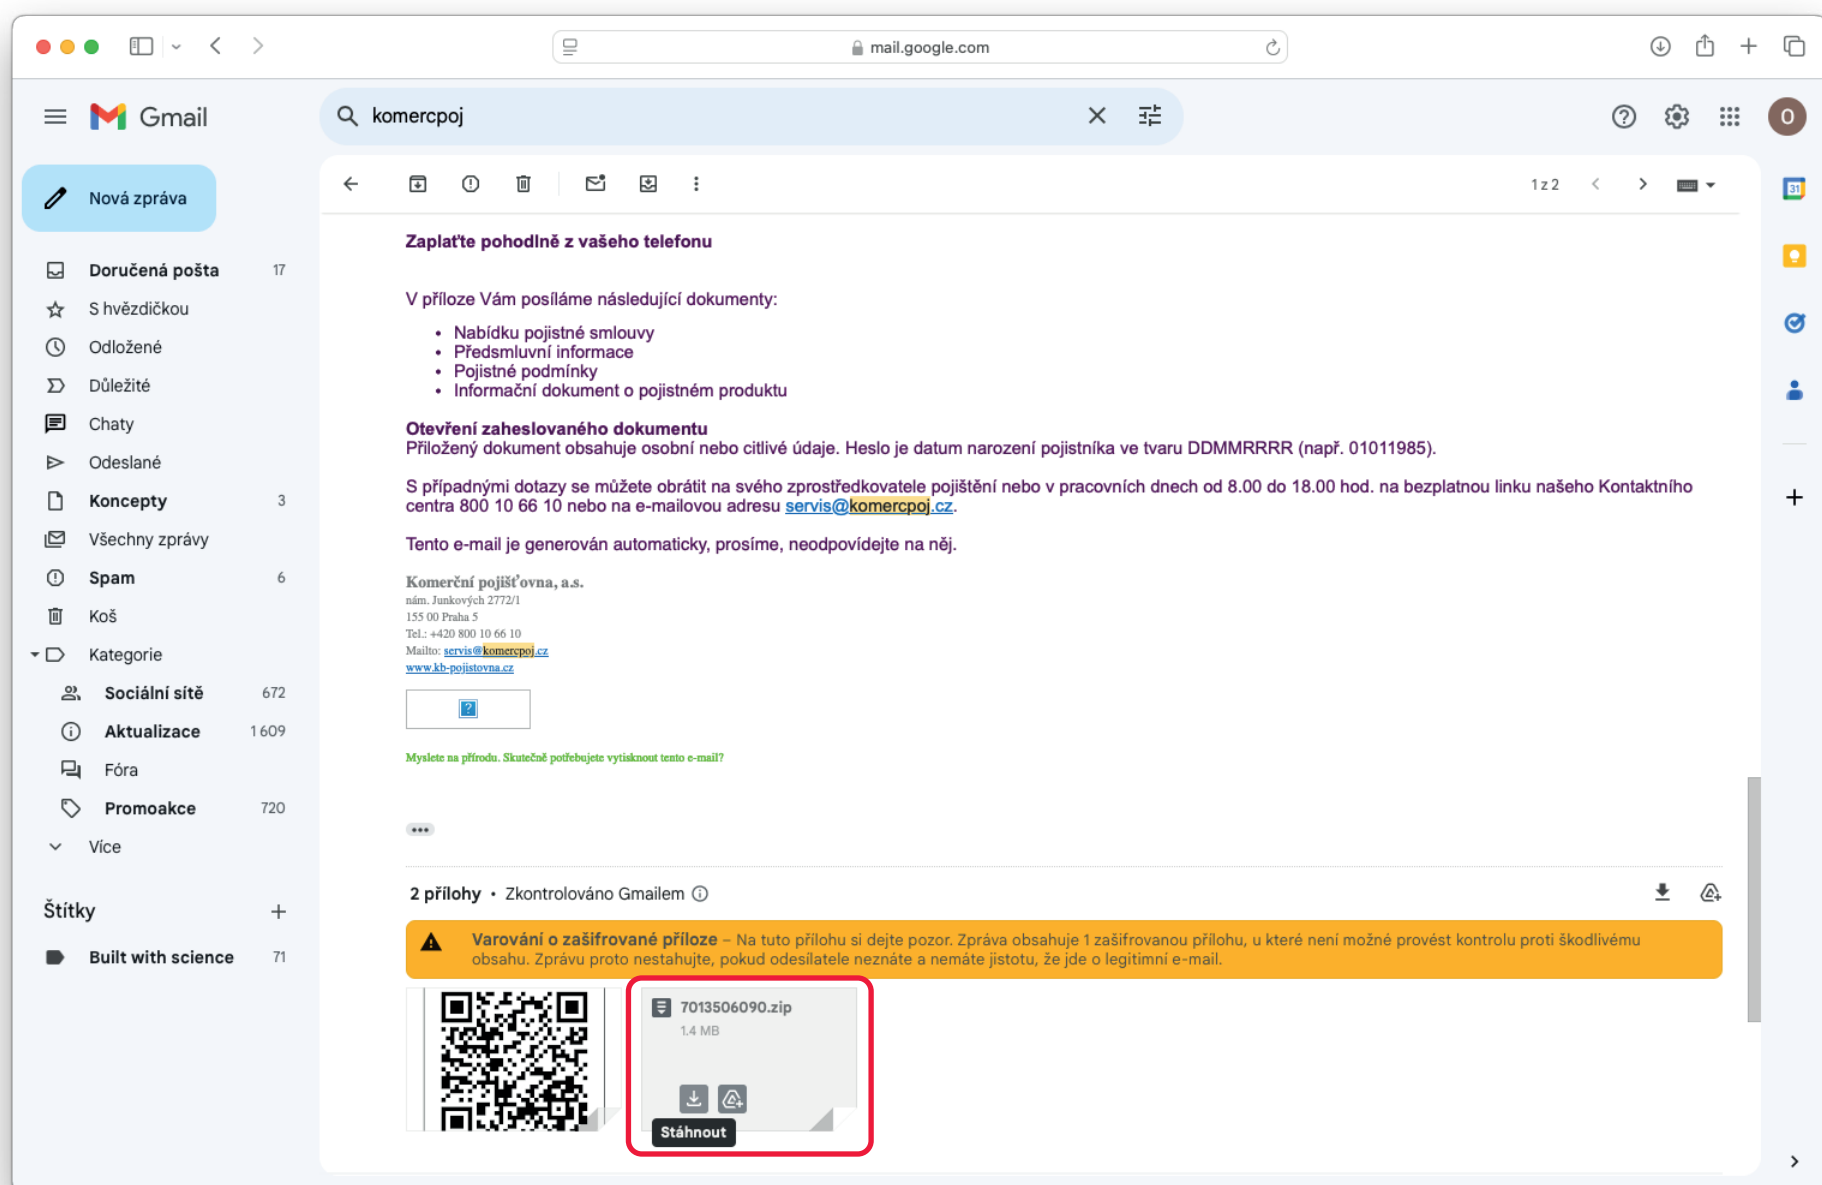 mail.google.com
Gmail
komercpoj
O
Nová zpráva
1 z 2
31
Doručená pošta 17
S hvězdičkou
Odložené
Důležité
Chaty
Odeslané
Koncepty 3
Všechny zprávy
Spam 6
Koš
Kategorie
Sociální sítě 672
Aktualizace 1 609
Fóra
Promoakce 720
Více
Štítky
Built with science 71
Zaplaťte pohodlně z vašeho telefonu
V příloze Vám posíláme následující dokumenty:
• Nabídku pojistné smlouvy
• Předsmluvní informace
• Pojistné podmínky
• Informační dokument o pojistném produktu
Otevření zaheslovaného dokumentu
Přiložený dokument obsahuje osobní nebo citlivé údaje. Heslo je datum narození pojistníka ve tvaru DDMMRRRR (např. 01011985).
S případnými dotazy se můžete obrátit na svého zprostředkovatele pojištění nebo v pracovních dnech od 8.00 do 18.00 hod. na bezplatnou linku našeho Kontaktního
centra 800 10 66 10 nebo na e-mailovou adresu servis@komercpoj.cz.
Tento e-mail je generován automaticky, prosíme, neodpovídejte na něj.
Komerční pojišťovna, a.s.
nám. Junkových 2772/1
155 00 Praha 5
Tel.: +420 800 10 66 10
Mailto: servis@komercpoj.cz
www.kb-pojistovna.cz
?
Myslete na přírodu. Skutečně potřebujete vytisknout tento e-mail?
2 přílohy • Zkontrolováno Gmailem
Varování o zašifrované příloze – Na tuto přílohu si dejte pozor. Zpráva obsahuje 1 zašifrovanou přílohu, u které není možné provést kontrolu proti škodlivému
obsahu. Zprávu proto nestahujte, pokud odesílatele neznáte a nemáte jistotu, že jde o legitimní e-mail.
7013506090.zip
1.4 MB
Stáhnout